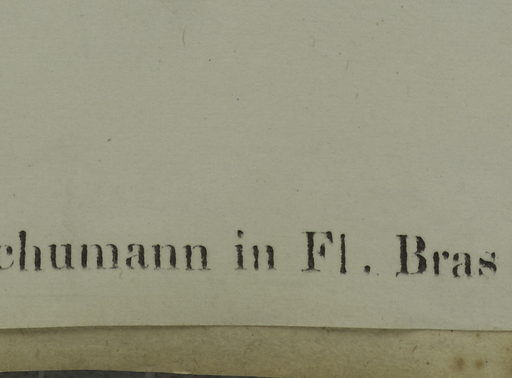 chumann in Fl. Bras